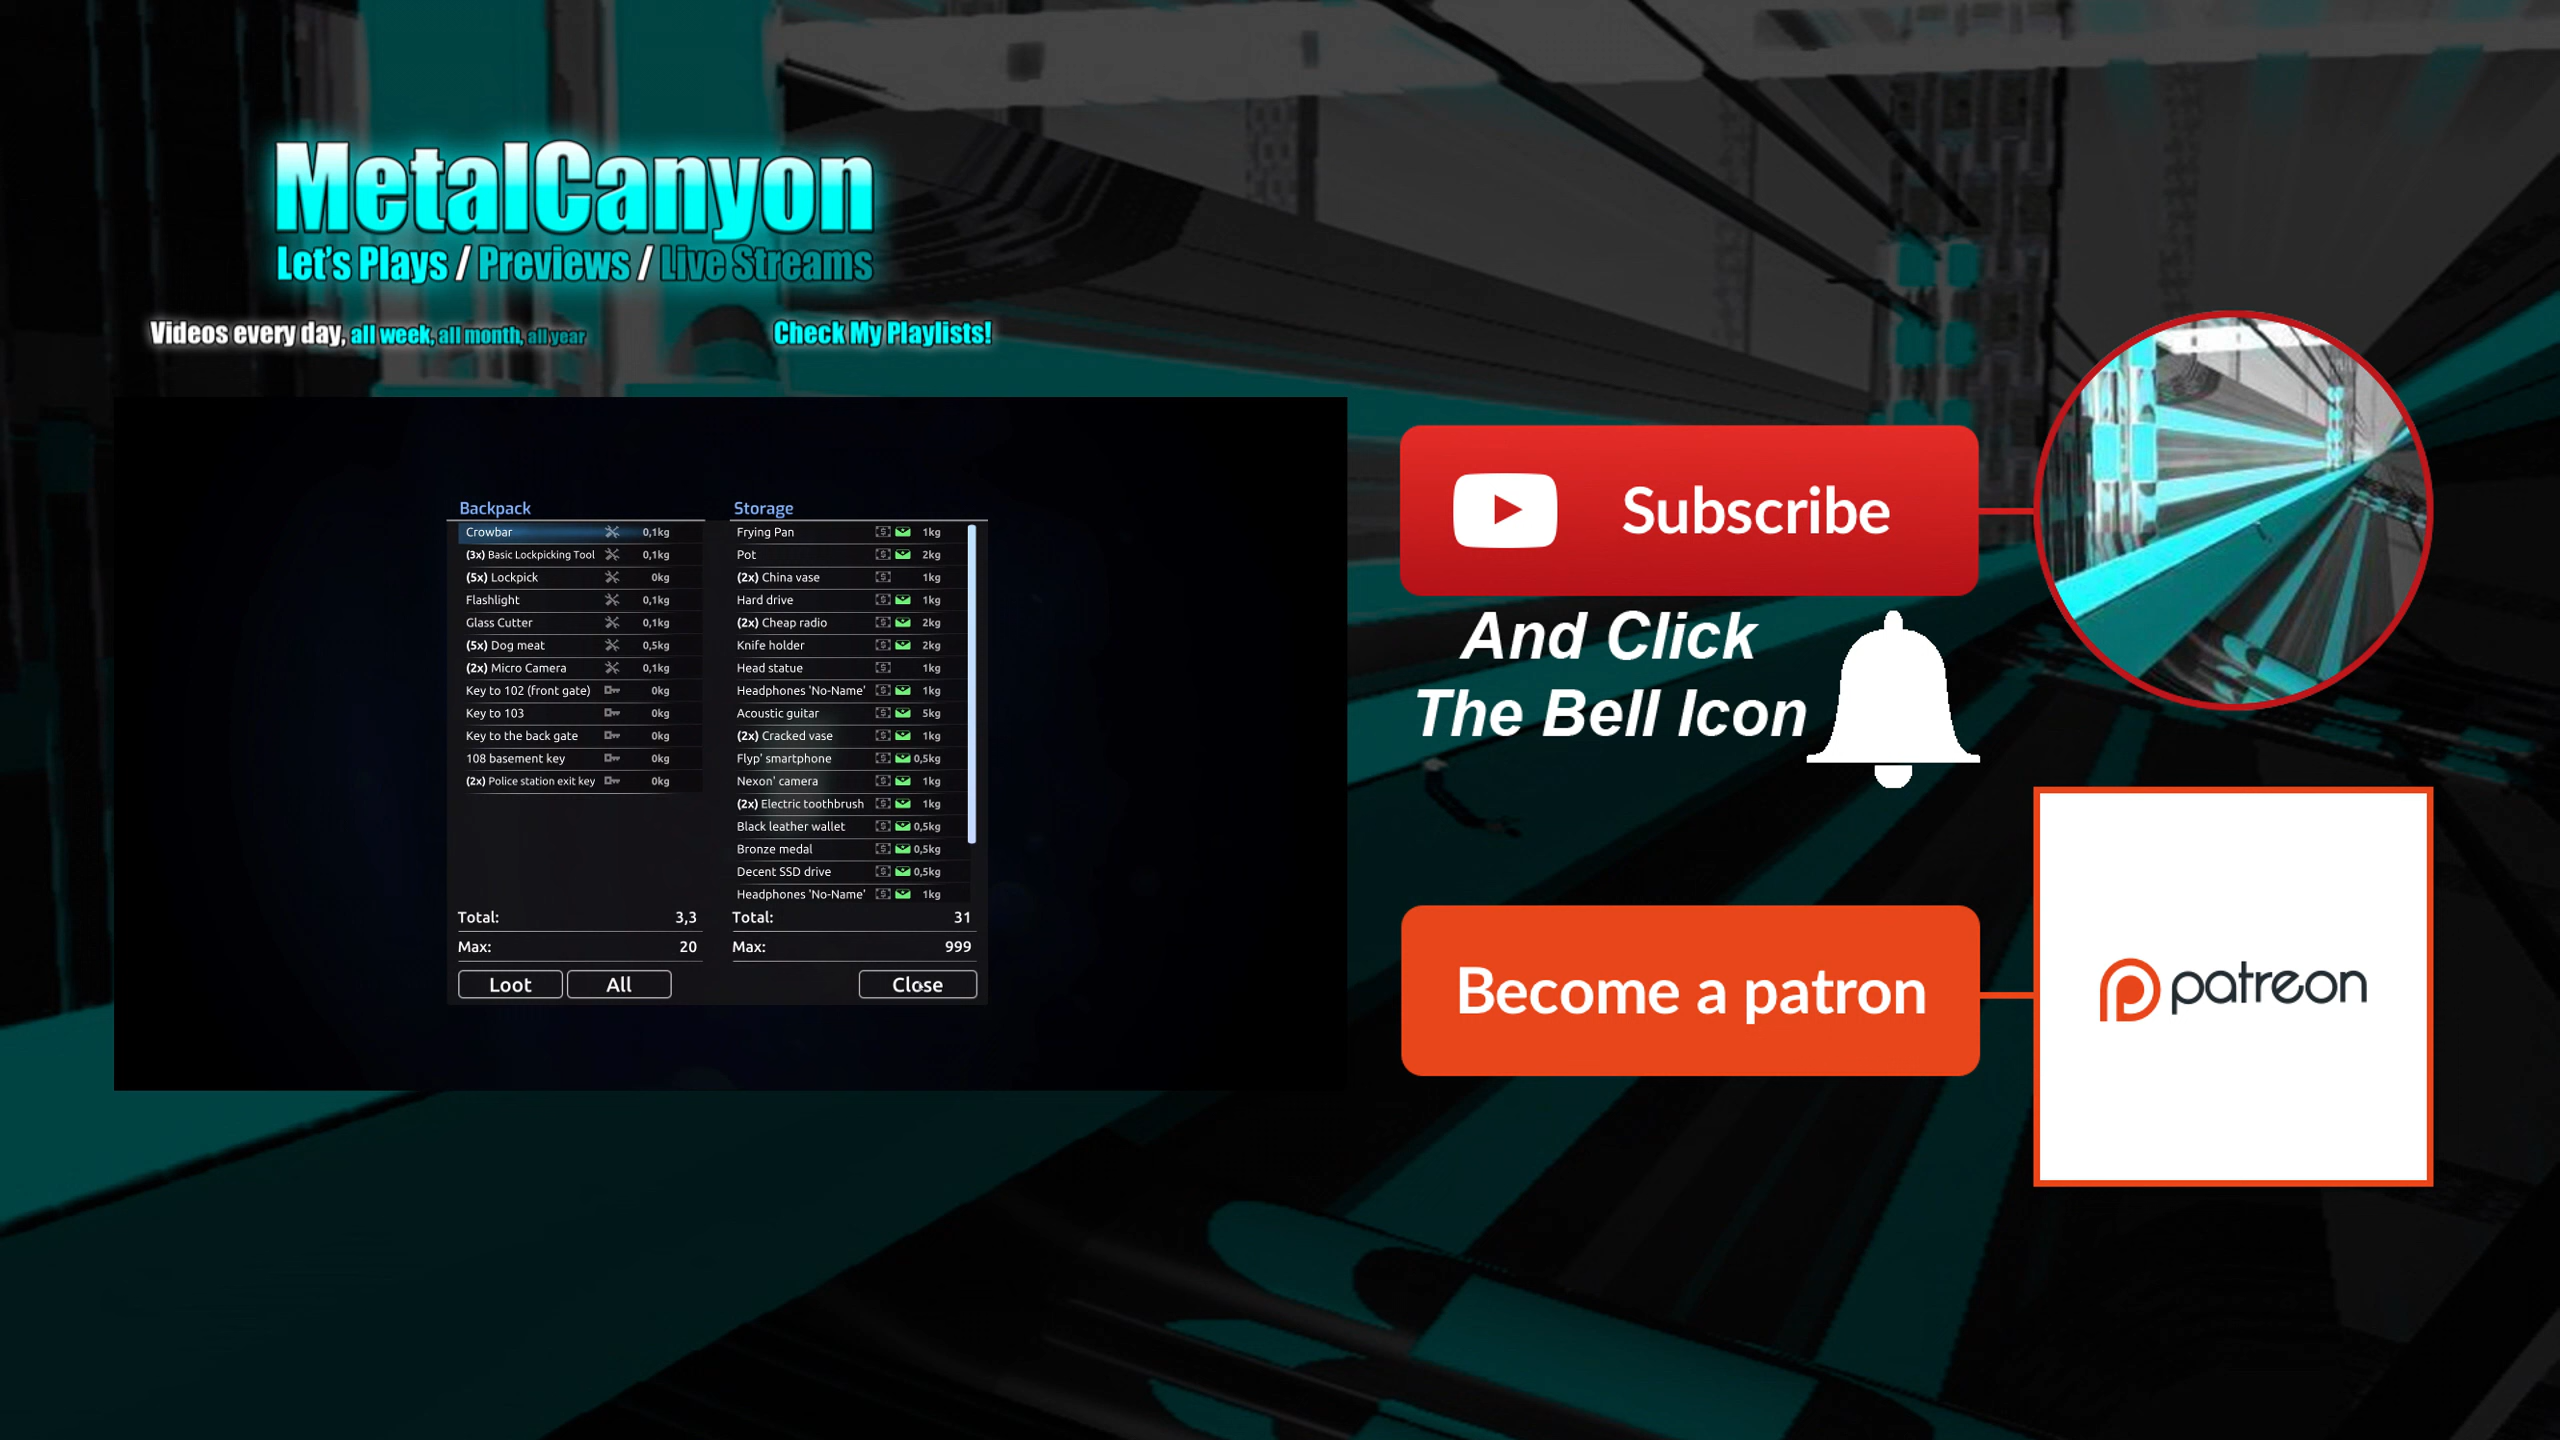 MetalCanyon
Let's Plays / Previews / Live Streams
Videos every day, all week, all month, all year
Check My Playlists!
Backpack
Crowbar 0,1kg
(3x) Basic Lockpicking Tool 0,1kg
(5x) Lockpick 0kg
Flashlight 0,1kg
Glass Cutter 0,1kg
(5x) Dog meat 0,5kg
(2x) Micro Camera 0,1kg
Key to 102 (front gate) 0kg
Key to 103 0kg
Key to the back gate 0kg
108 basement key 0kg
(2x) Police station exit key 0kg
Total: 3,3
Max: 20
Loot
All
Storage
Frying Pan 1kg
Pot 2kg
(2x) China vase 1kg
Hard drive 1kg
(2x) Cheap radio 2kg
Knife holder 2kg
Head statue 1kg
Headphones 'No-Name' 1kg
Acoustic guitar 5kg
(2x) Cracked vase 1kg
Flyp' smartphone 0,5kg
Nexon' camera 1kg
(2x) Electric toothbrush 1kg
Black leather wallet 0,5kg
Bronze medal 0,5kg
Decent SSD drive 0,5kg
Headphones 'No-Name' 1kg
Total: 31
Max: 999
Close
Subscribe
And Click
The Bell Icon
Become a patron
patreon